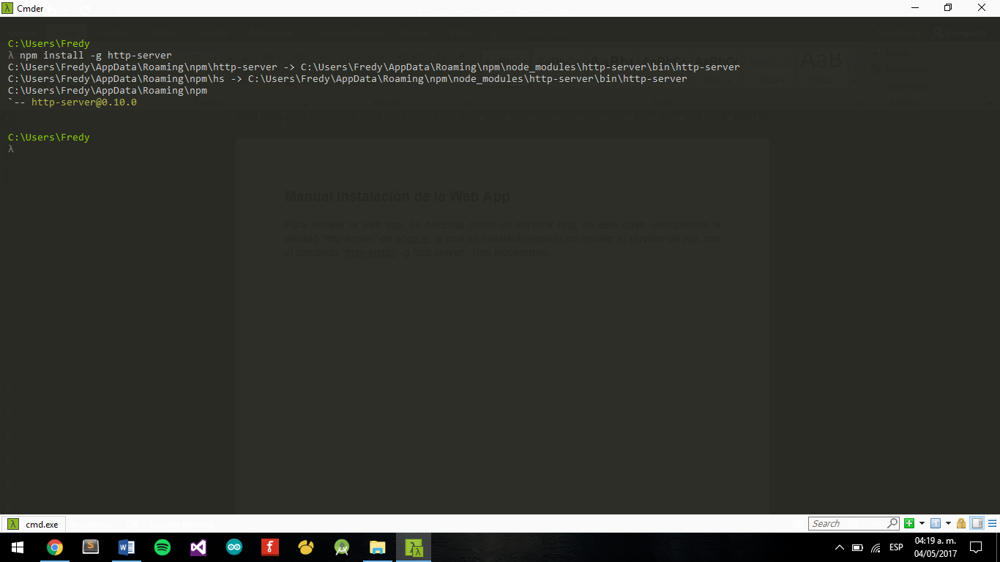 Cmder
C:\Users\Fredy
λ npm install -g http-server
C:\Users\Fredy\AppData\Roaming\npm\http-server -> C:\Users\Fredy\AppData\Roaming\npm\node_modules\http-server\bin\http-server
C:\Users\Fredy\AppData\Roaming\npm\hs -> C:\Users\Fredy\AppData\Roaming\npm\node_modules\http-server\bin\http-server
C:\Users\Fredy\AppData\Roaming\npm
`-- http-server@0.10.0
C:\Users\Fredy
λ
Manual Instalación de la Web App
Para instalar la web app, se necesita correr un servidor http, en este caso, utilizaremos la
utilidad "http-server" de node.js, la cual se instalará después de instalar el servidor de Api, con
el comando "npm install –g http-server". Nos moveremos
cmd.exe
Search
ESP
04:19 a. m.
04/05/2017